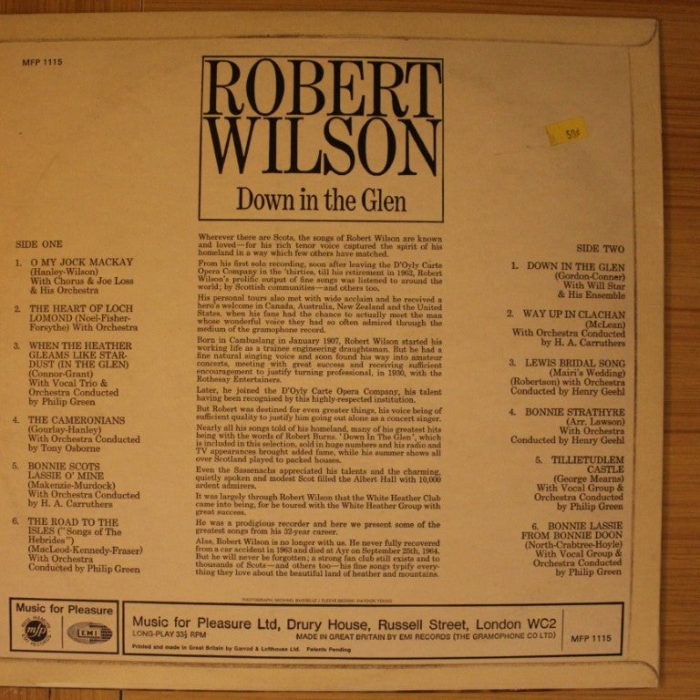 MFP 1115
ROBERT
WILSON
Down in the Glen
50c
SIDE ONE
1. O MY JOCK MACKAY
(Hanley-Wilson)
With Chorus & Joe Loss
& His Orchestra
2. THE HEART OF LOCH
LOMOND (Noel-Fisher-
Forsythe) With Orchestra
3. WHEN THE HEATHER
GLEAMS LIKE STAR-
DUST (IN THE GLEN)
(Connor-Grant)
With Vocal Trio &
Orchestra Conducted by
Philip Green
4. THE CAMERONIANS
(Gourlay-Hanley)
With Orchestra Conducted
by Tony Osborne
5. BONNIE SCOTS
LASSIE O' MINE
(Makenzie-Murdock)
With Orchestra Conducted
by H. A. Carruthers
6. THE ROAD TO THE
ISLES ("Songs of The
Hebrides")
(MacLeod-Kennedy-Fraser)
With Orchestra
Conducted by Philip Green
Wherever there are Scots, the songs of Robert Wilson are known
and loved—for his rich tenor voice captured the spirit of his
homeland in a way which few others have matched.
From his first solo recording, soon after leaving the D'Oyly Carte
Opera Company in the 'thirties, till his retirement in 1962, Robert
Wilson's prolific output of fine songs was listened to around the
world; by Scottish communities—and others too.
His personal tours also met with wide acclaim and he received a
hero's welcome in Canada, Australia, New Zealand and the United
States, when his fans had the chance to actually meet the man
whose wonderful voice they had so often admired through the
medium of the gramophone record.
Born in Cambuslang in January 1907, Robert Wilson started his
working life as a trainee engineering draughtsman. But he had a
fine natural singing voice and soon found his way into amateur
concerts, meeting with great success and receiving sufficient
encouragement to justify turning professional, in 1930, with the
Rothesay Entertainers.
Later, he joined the D'Oyly Carte Opera Company, his talent
having been recognised by this highly-respected institution.
But Robert was destined for even greater things, his voice being of
sufficient quality to justify him going out alone as a concert singer.
Nearly all his songs told of his homeland, many of his greatest hits
being with the words of Robert Burns. 'Down In The Glen', which
is included in this selection, sold in huge numbers and his radio and
TV appearances brought added fame, while his summer shows all
over Scotland played to packed houses.
Even the Sassenachs appreciated his talents and the charming,
quietly spoken and modest Scot filled the Albert Hall with 10,000
ardent admirers.
It was largely through Robert Wilson that the White Heather Club
came into being, for he toured with the White Heather Group with
great success.
He was a prodigious recorder and here we present some of the
greatest songs from his 32-year career.
Alas, Robert Wilson is no longer with us. He never fully recovered
from a car accident in 1963 and died at Ayr on September 25th, 1964.
But he will never be forgotten; a strong fan club still exists and to
thousands of Scots—and others too—his fine songs typify every-
thing they love about the beautiful land of heather and mountains.
SIDE TWO
1. DOWN IN THE GLEN
(Gordon-Conner)
With Will Star
& His Ensemble
2. WAY UP IN CLACHAN
(McLean)
With Orchestra Conducted
by H. A. Carruthers
3. LEWIS BRIDAL SONG
(Mairi's Wedding)
(Robertson) with Orchestra
Conducted by Henry Geehl
4. BONNIE STRATHYRE
(Arr. Lawson)
With Orchestra
Conducted by Henry Geehl
5. TILLIETUDLEM
CASTLE
(George Mearns)
With Vocal Group &
Orchestra Conducted by
Philip Green
6. BONNIE LASSIE
FROM BONNIE DOON
(North-Crabtree-Hoyle)
With Vocal Group &
Orchestra Conducted by
Philip Green
Music for Pleasure
mfp
EMI
Music for Pleasure Ltd, Drury House, Russell Street, London WC2
LONG-PLAY 33⅓ RPM MADE IN GREAT BRITAIN BY EMI RECORDS (THE GRAMOPHONE CO LTD)
MFP 1115
Printed and made in Great Britain by Garrod & Lofthouse Ltd. Patents Pending